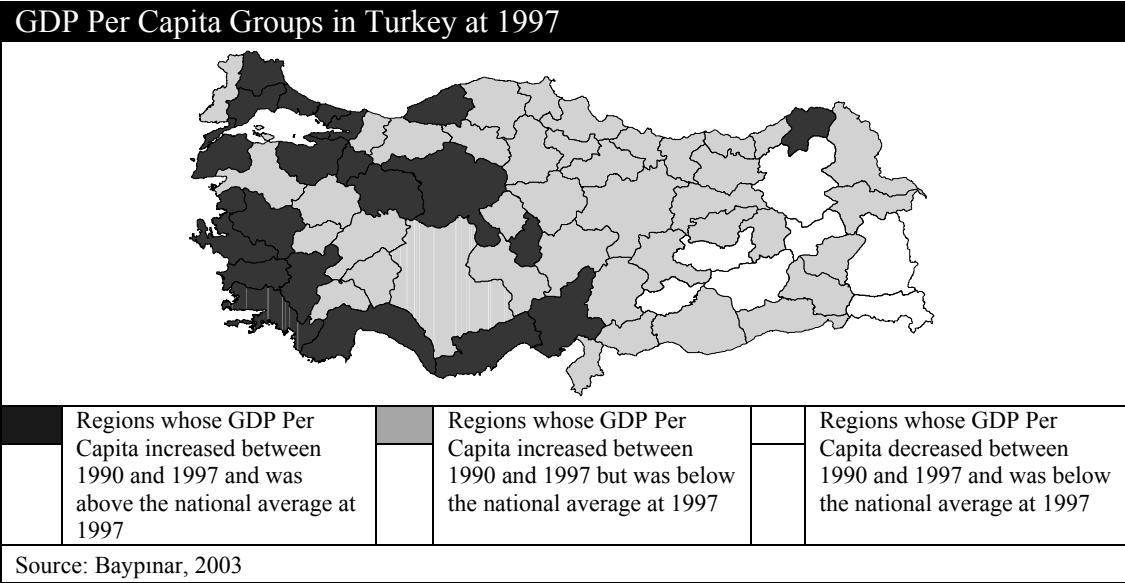 GDP Per Capita Groups in Turkey at 1997
Regions whose GDP Per
Capita increased between
1990 and 1997 and was
above the national average at
1997
Regions whose GDP Per
Capita increased between
1990 and 1997 but was below
the national average at 1997
Regions whose GDP Per
Capita decreased between
1990 and 1997 and was below
the national average at 1997
Source: Baypınar, 2003